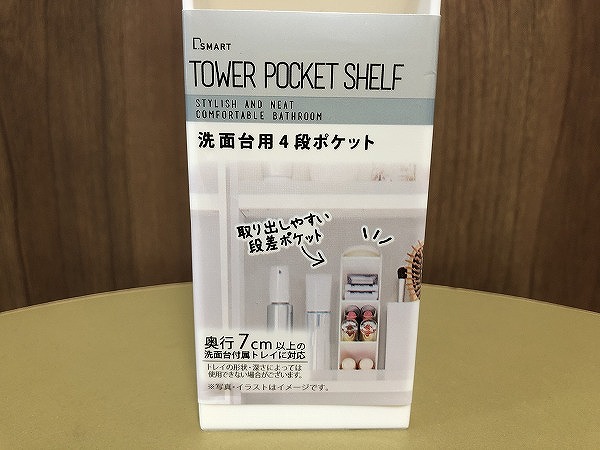 D.SMART
TOWER POCKET SHELF
STYLISH AND NEAT
COMFORTABLE BATHROOM
洗面台用4段ポケット
取り出しやすい
段差ポケット
奥行7cm以上の
洗面台付属トレイに対応
トレイの形状・深さによっては
使用できない場合がございます。
※写真・イラストはイメージです。